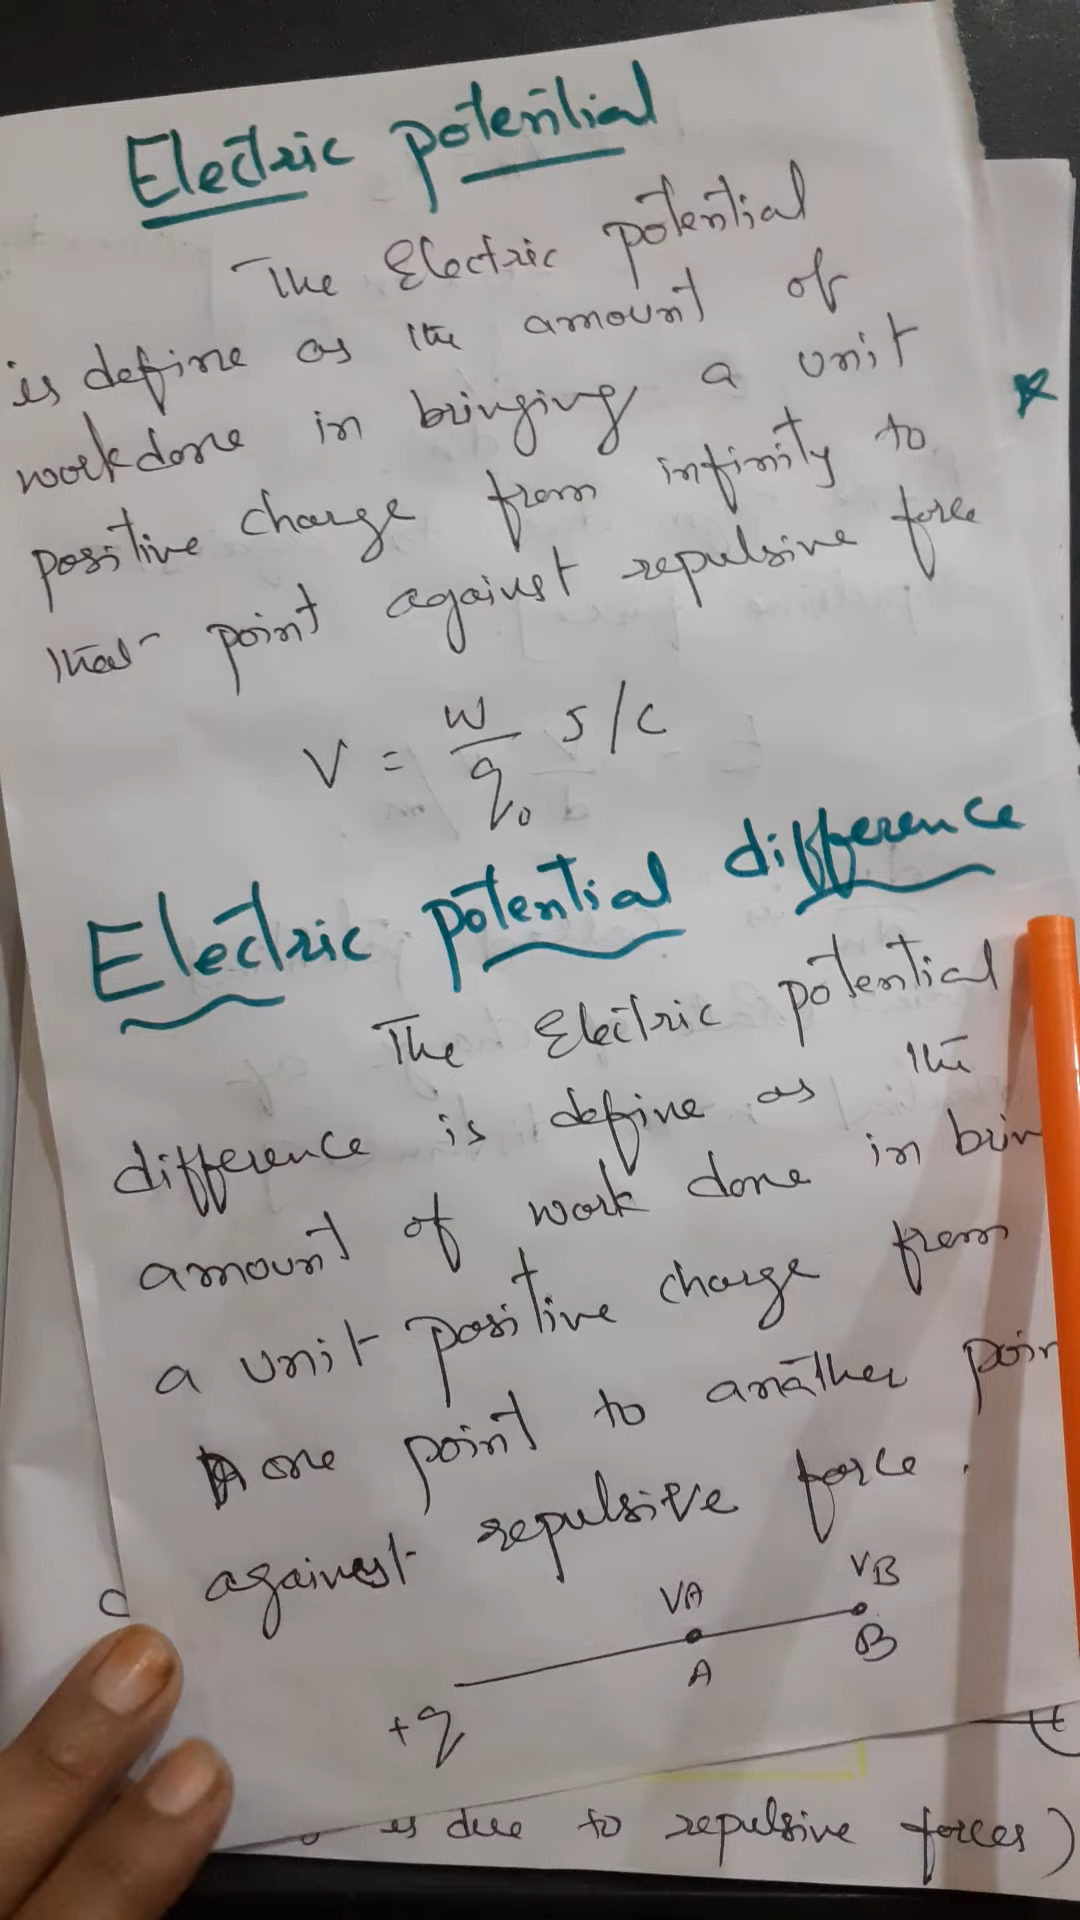 Electric potential
The Electric potential
is define as the amount of
workdone in bringing a unit
positive charge from infinity to
that point against repulsive force
V = W/q₀ J/C
Electric potential difference
The Electric potential
difference is define as the
amount of work done in brin
a unit positive charge from
one point to another poin
against repulsive force.
VA VB
A B
+q
is due to repulsive forces)